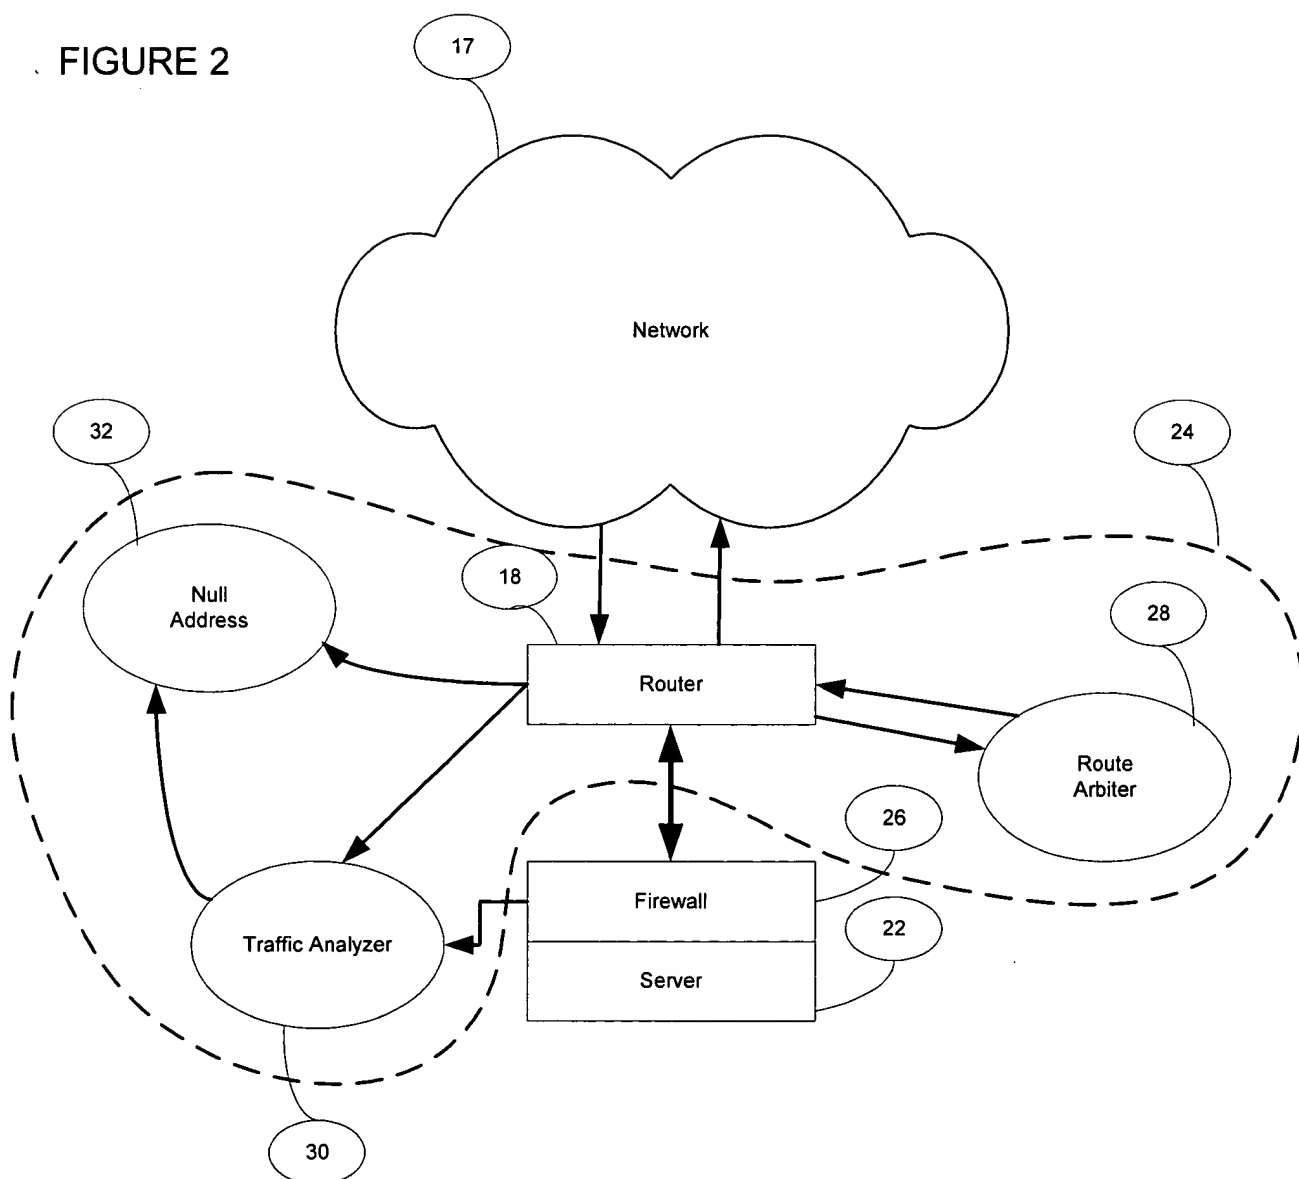 FIGURE 2
17
Network
32
24
18
Null
Address
28
Router
Route
Arbiter
26
Firewall
22
Traffic Analyzer
Server
30